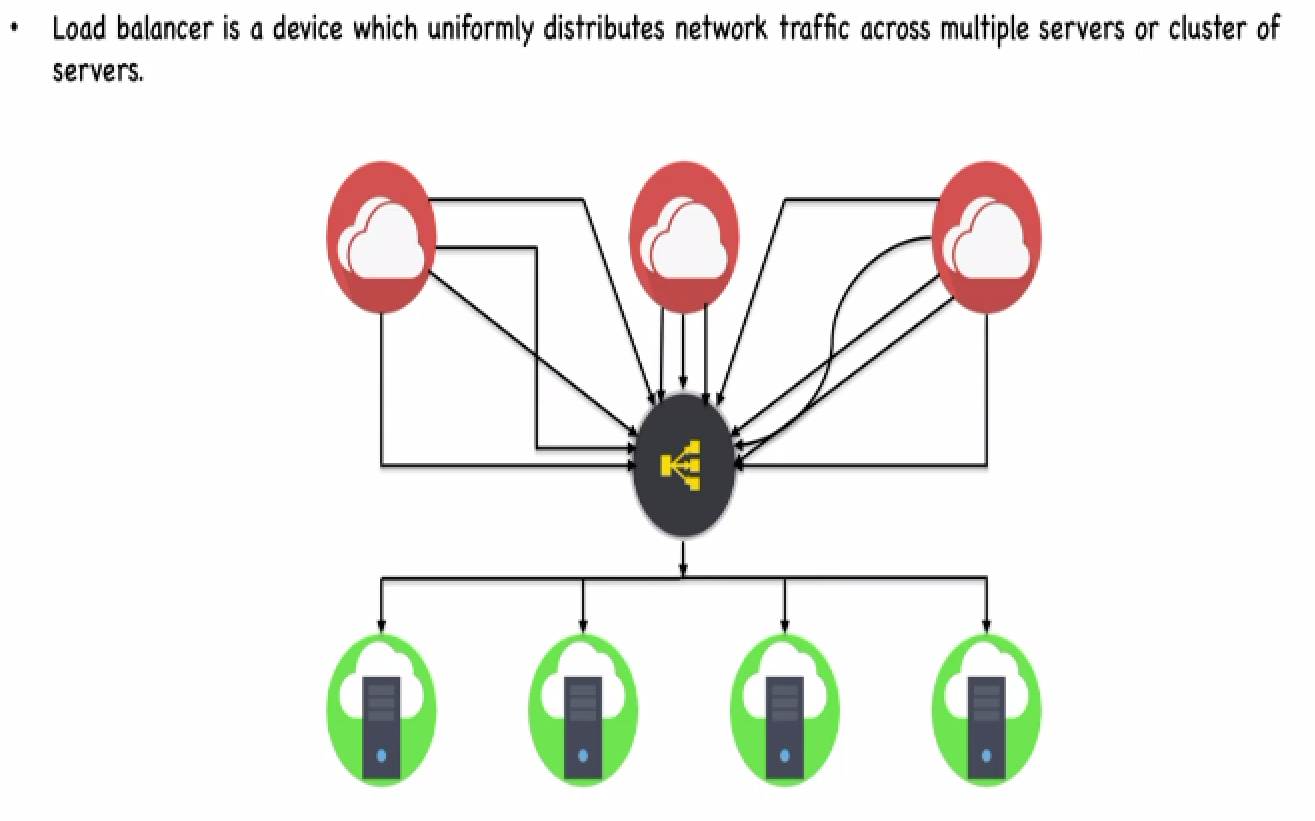 • Load balancer is a device which uniformly distributes network traffic across multiple servers or cluster of
servers.